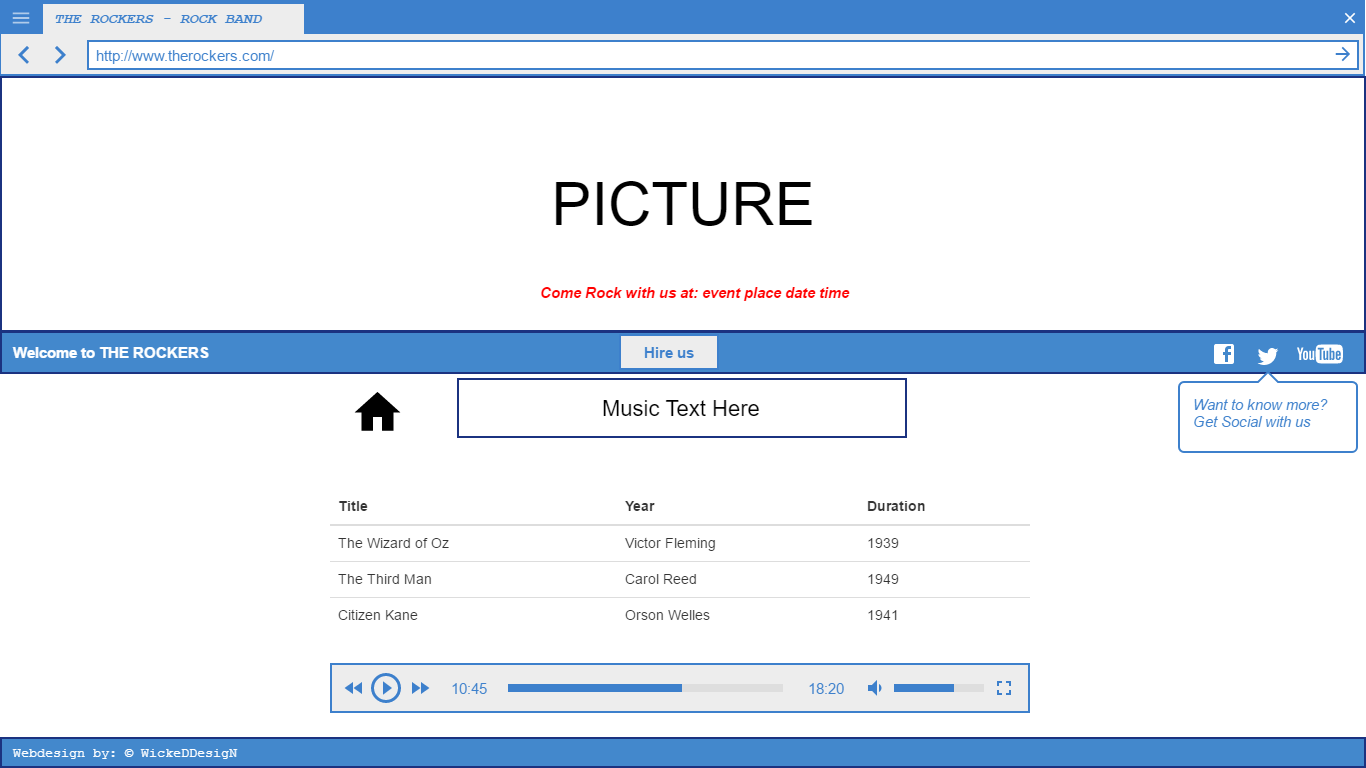 THE ROCKERS - ROCK BAND
http://www.therockers.com/
PICTURE
Come Rock with us at: event place date time
Welcome to THE ROCKERS
Hire us
You Tube
Music Text Here
Want to know more?
Get Social with us
Title Year Duration
The Wizard of Oz Victor Fleming 1939
The Third Man Carol Reed 1949
Citizen Kane Orson Welles 1941
10:45 18:20
Webdesign by: © WickeDDesigN